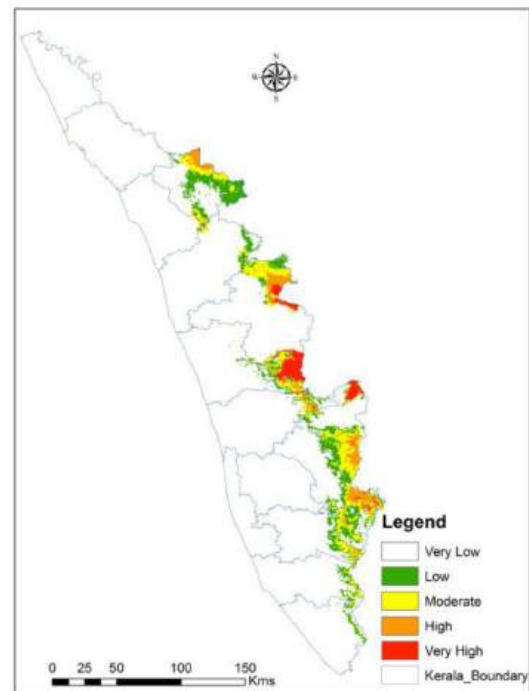 N
W E
S
Legend
Very Low
Low
Moderate
High
Very High
Kerala_Boundary
0 25 50 100 150
Kms